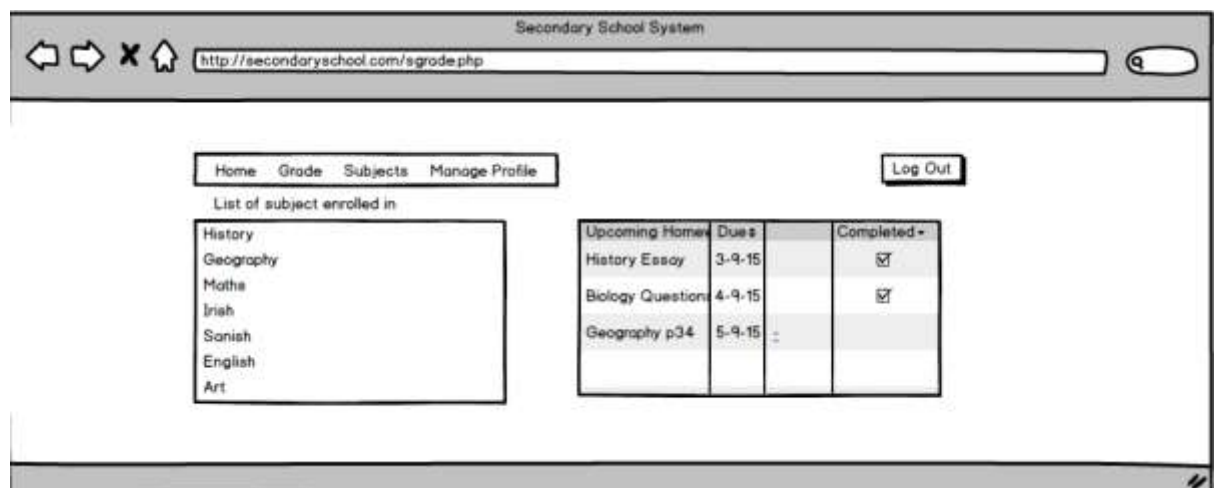 Secondary School System
http://secondaryschool.com/sgrade.php
Home Grade Subjects Manage Profile
Log Out
List of subject enrolled in
History
Geography
Maths
Irish
Sanish
English
Art
Upcoming Homew Due Completed
History Essay 3-9-15
Biology Questions 4-9-15
Geography p34 5-9-15 :